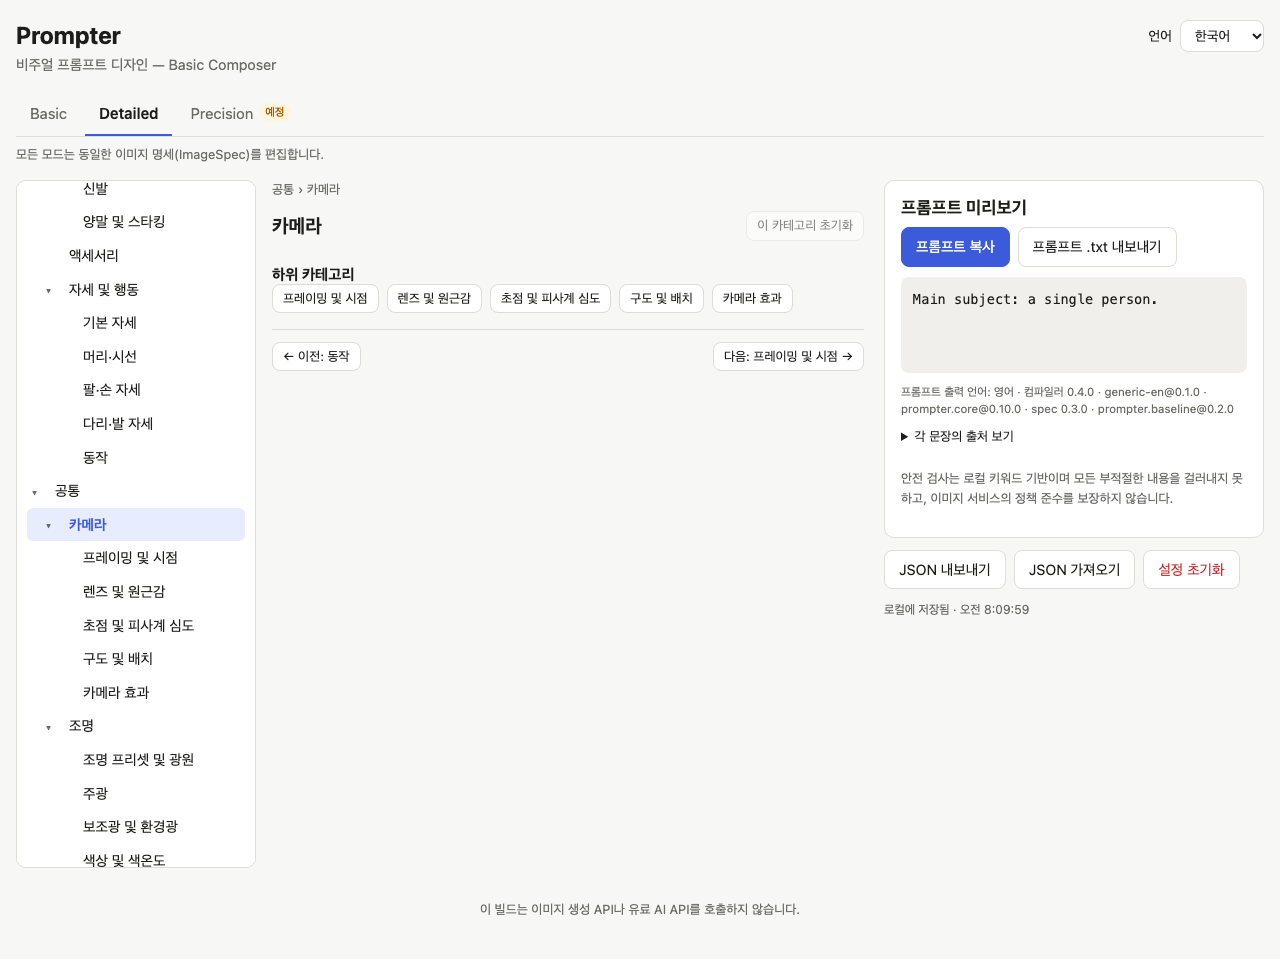 Prompter
언어
한국어
비주얼 프롬프트 디자인 — Basic Composer
Basic
Detailed
Precision 예정
모든 모드는 동일한 이미지 명세(ImageSpec)를 편집합니다.
신발
양말 및 스타킹
액세서리
자세 및 행동
기본 자세
머리·시선
팔·손 자세
다리·발 자세
동작
공통
카메라
프레이밍 및 시점
렌즈 및 원근감
초점 및 피사계 심도
구도 및 배치
카메라 효과
조명
조명 프리셋 및 광원
주광
보조광 및 환경광
색상 및 색온도
공통 › 카메라
카메라
이 카테고리 초기화
하위 카테고리
프레이밍 및 시점
렌즈 및 원근감
초점 및 피사계 심도
구도 및 배치
카메라 효과
← 이전: 동작
다음: 프레이밍 및 시점 →
프롬프트 미리보기
프롬프트 복사
프롬프트 .txt 내보내기
Main subject: a single person.
프롬프트 출력 언어: 영어 · 컴파일러 0.4.0 · generic-en@0.1.0 ·
prompter.core@0.10.0 · spec 0.3.0 · prompter.baseline@0.2.0
각 문장의 출처 보기
안전 검사는 로컬 키워드 기반이며 모든 부적절한 내용을 걸러내지 못
하고, 이미지 서비스의 정책 준수를 보장하지 않습니다.
JSON 내보내기
JSON 가져오기
설정 초기화
로컬에 저장됨 · 오전 8:09:59
이 빌드는 이미지 생성 API나 유료 AI API를 호출하지 않습니다.